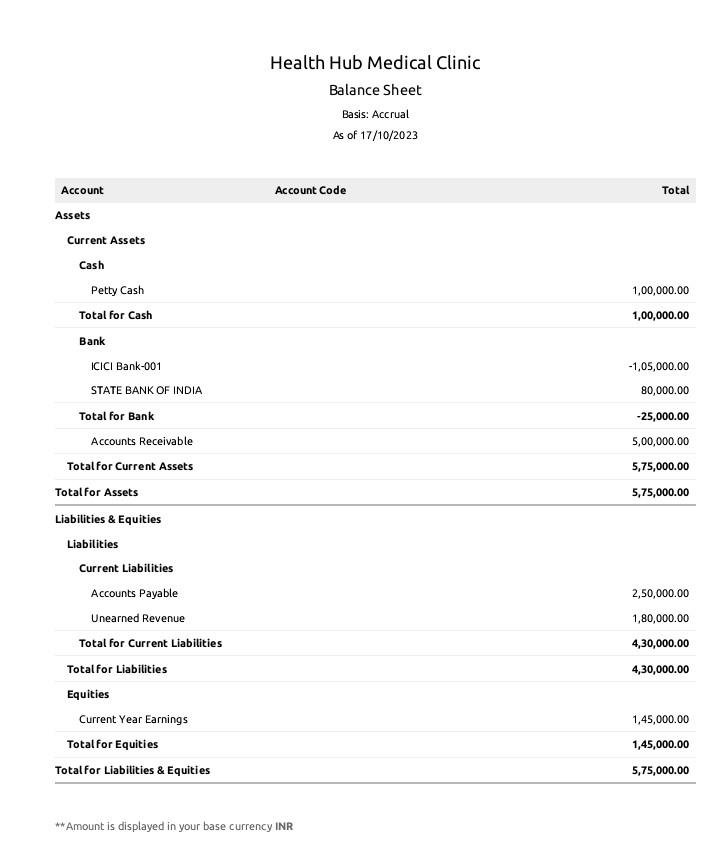 Health Hub Medical Clinic
Balance Sheet
Basis: Accrual
As of 17/10/2023
Account Account Code Total
Assets
Current Assets
Cash
Petty Cash 1,00,000.00
Total for Cash 1,00,000.00
Bank
ICICI Bank-001 -1,05,000.00
STATE BANK OF INDIA 80,000.00
Total for Bank -25,000.00
Accounts Receivable 5,00,000.00
Total for Current Assets 5,75,000.00
Total for Assets 5,75,000.00
Liabilities & Equities
Liabilities
Current Liabilities
Accounts Payable 2,50,000.00
Unearned Revenue 1,80,000.00
Total for Current Liabilities 4,30,000.00
Total for Liabilities 4,30,000.00
Equities
Current Year Earnings 1,45,000.00
Total for Equities 1,45,000.00
Total for Liabilities & Equities 5,75,000.00
**Amount is displayed in your base currency INR